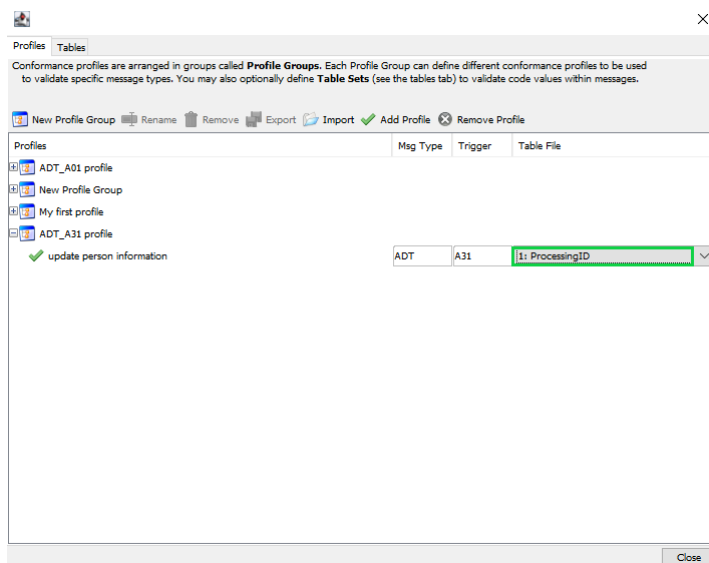 Profiles Tables
Conformance profiles are arranged in groups called Profile Groups. Each Profile Group can define different conformance profiles to be used
to validate specific message types. You may also optionally define Table Sets (see the tables tab) to validate code values within messages.
New Profile Group Rename Remove Export Import Add Profile Remove Profile
Profiles Msg Type Trigger Table File
ADT_A01 profile
New Profile Group
My first profile
ADT_A31 profile
update person information ADT A31 1: ProcessingID
Close